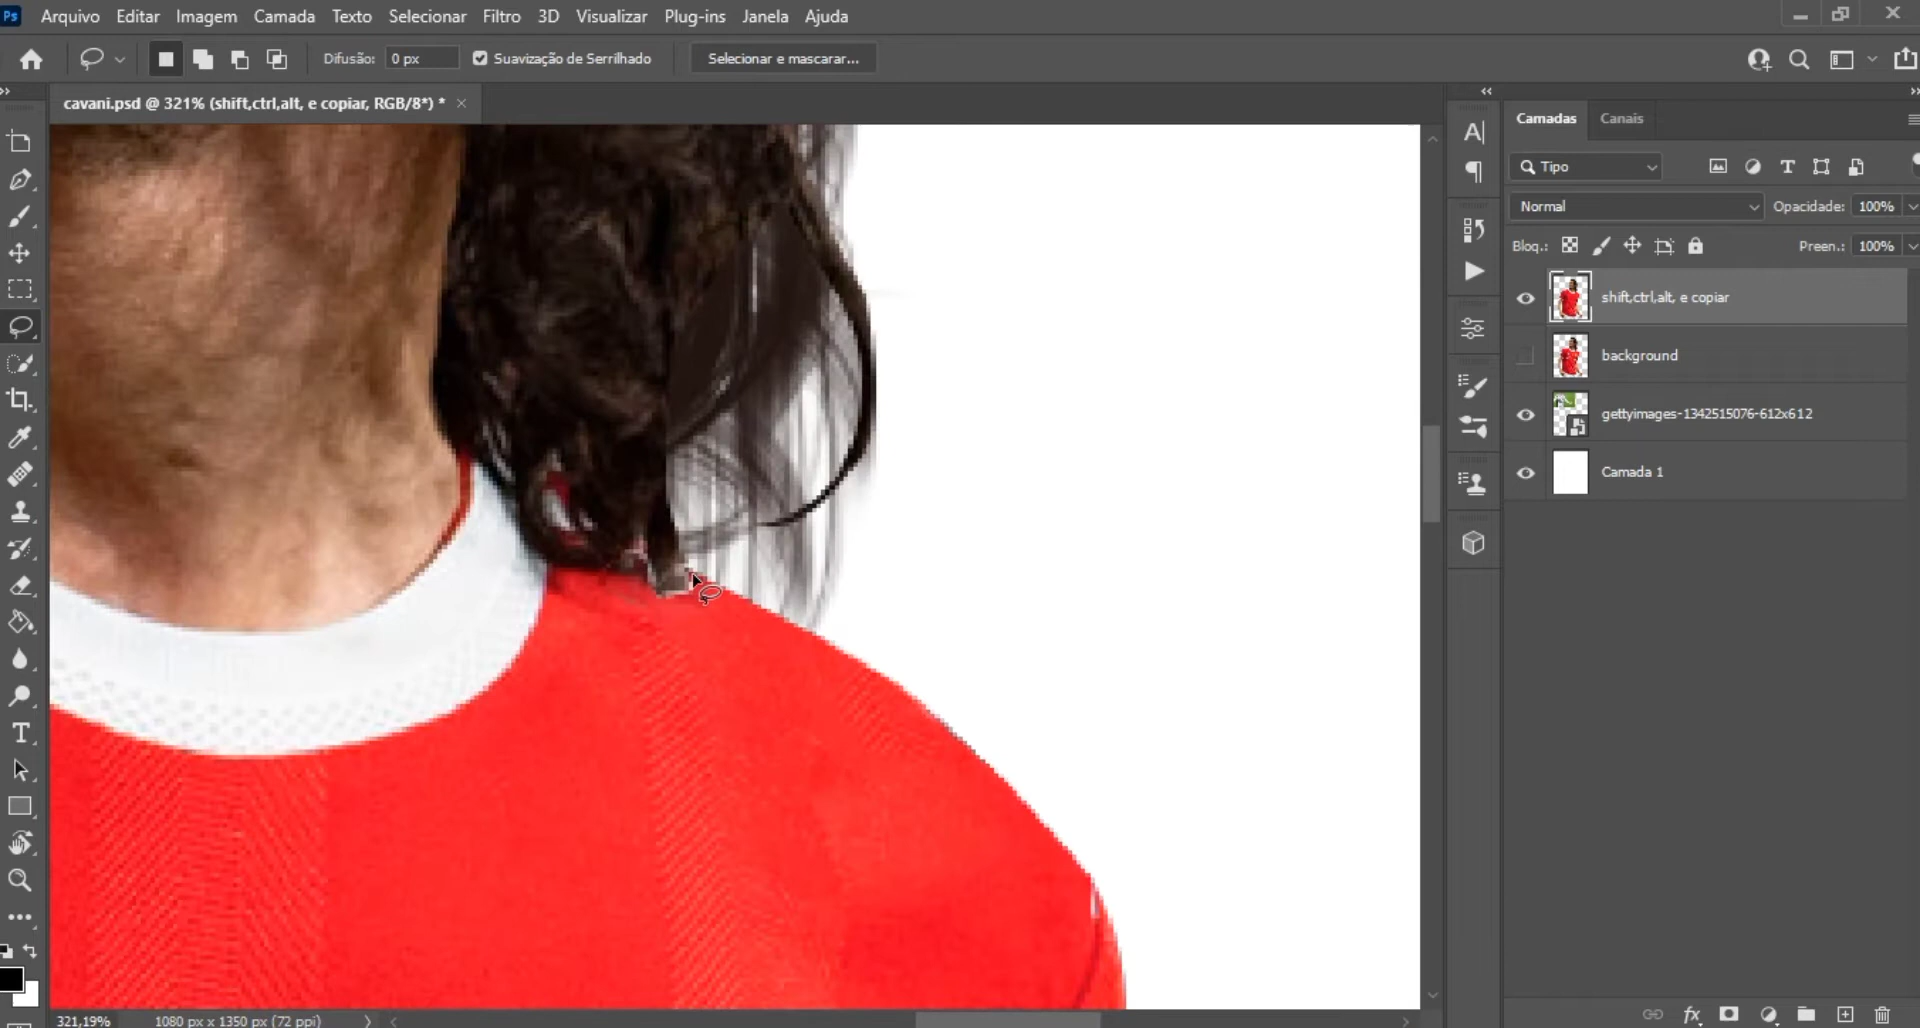 Ps Arquivo Editar Imagem Camada Texto Selecionar Filtro 3D Visualizar Plug-ins Janela Ajuda
Difusão: 0 px Suavização de Serrilhado Selecionar e mascarar...
cavani.psd @ 321% (shift,ctrl,alt, e copiar, RGB/8*) * ×
Camadas Canais
Tipo
Normal Opacidade: 100%
Bloq.: Preen.: 100%
shift,ctrl,alt, e copiar
background
gettyimages-1342515076-612x612
Camada 1
321,19% 1080 px x 1350 px (72 ppi)